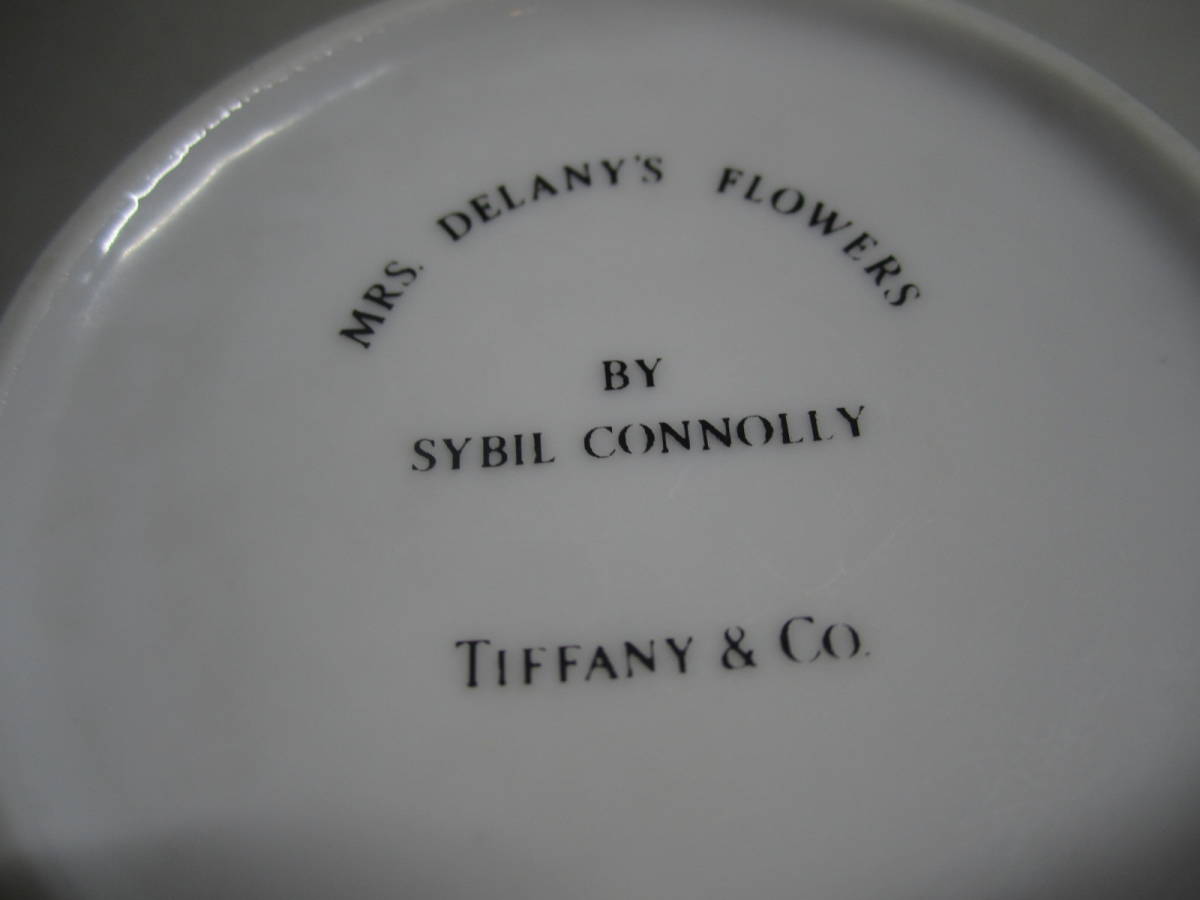 MRS. DELANY'S FLOWERS
BY
SYBIL CONNOLLY
TIFFANY & CO.